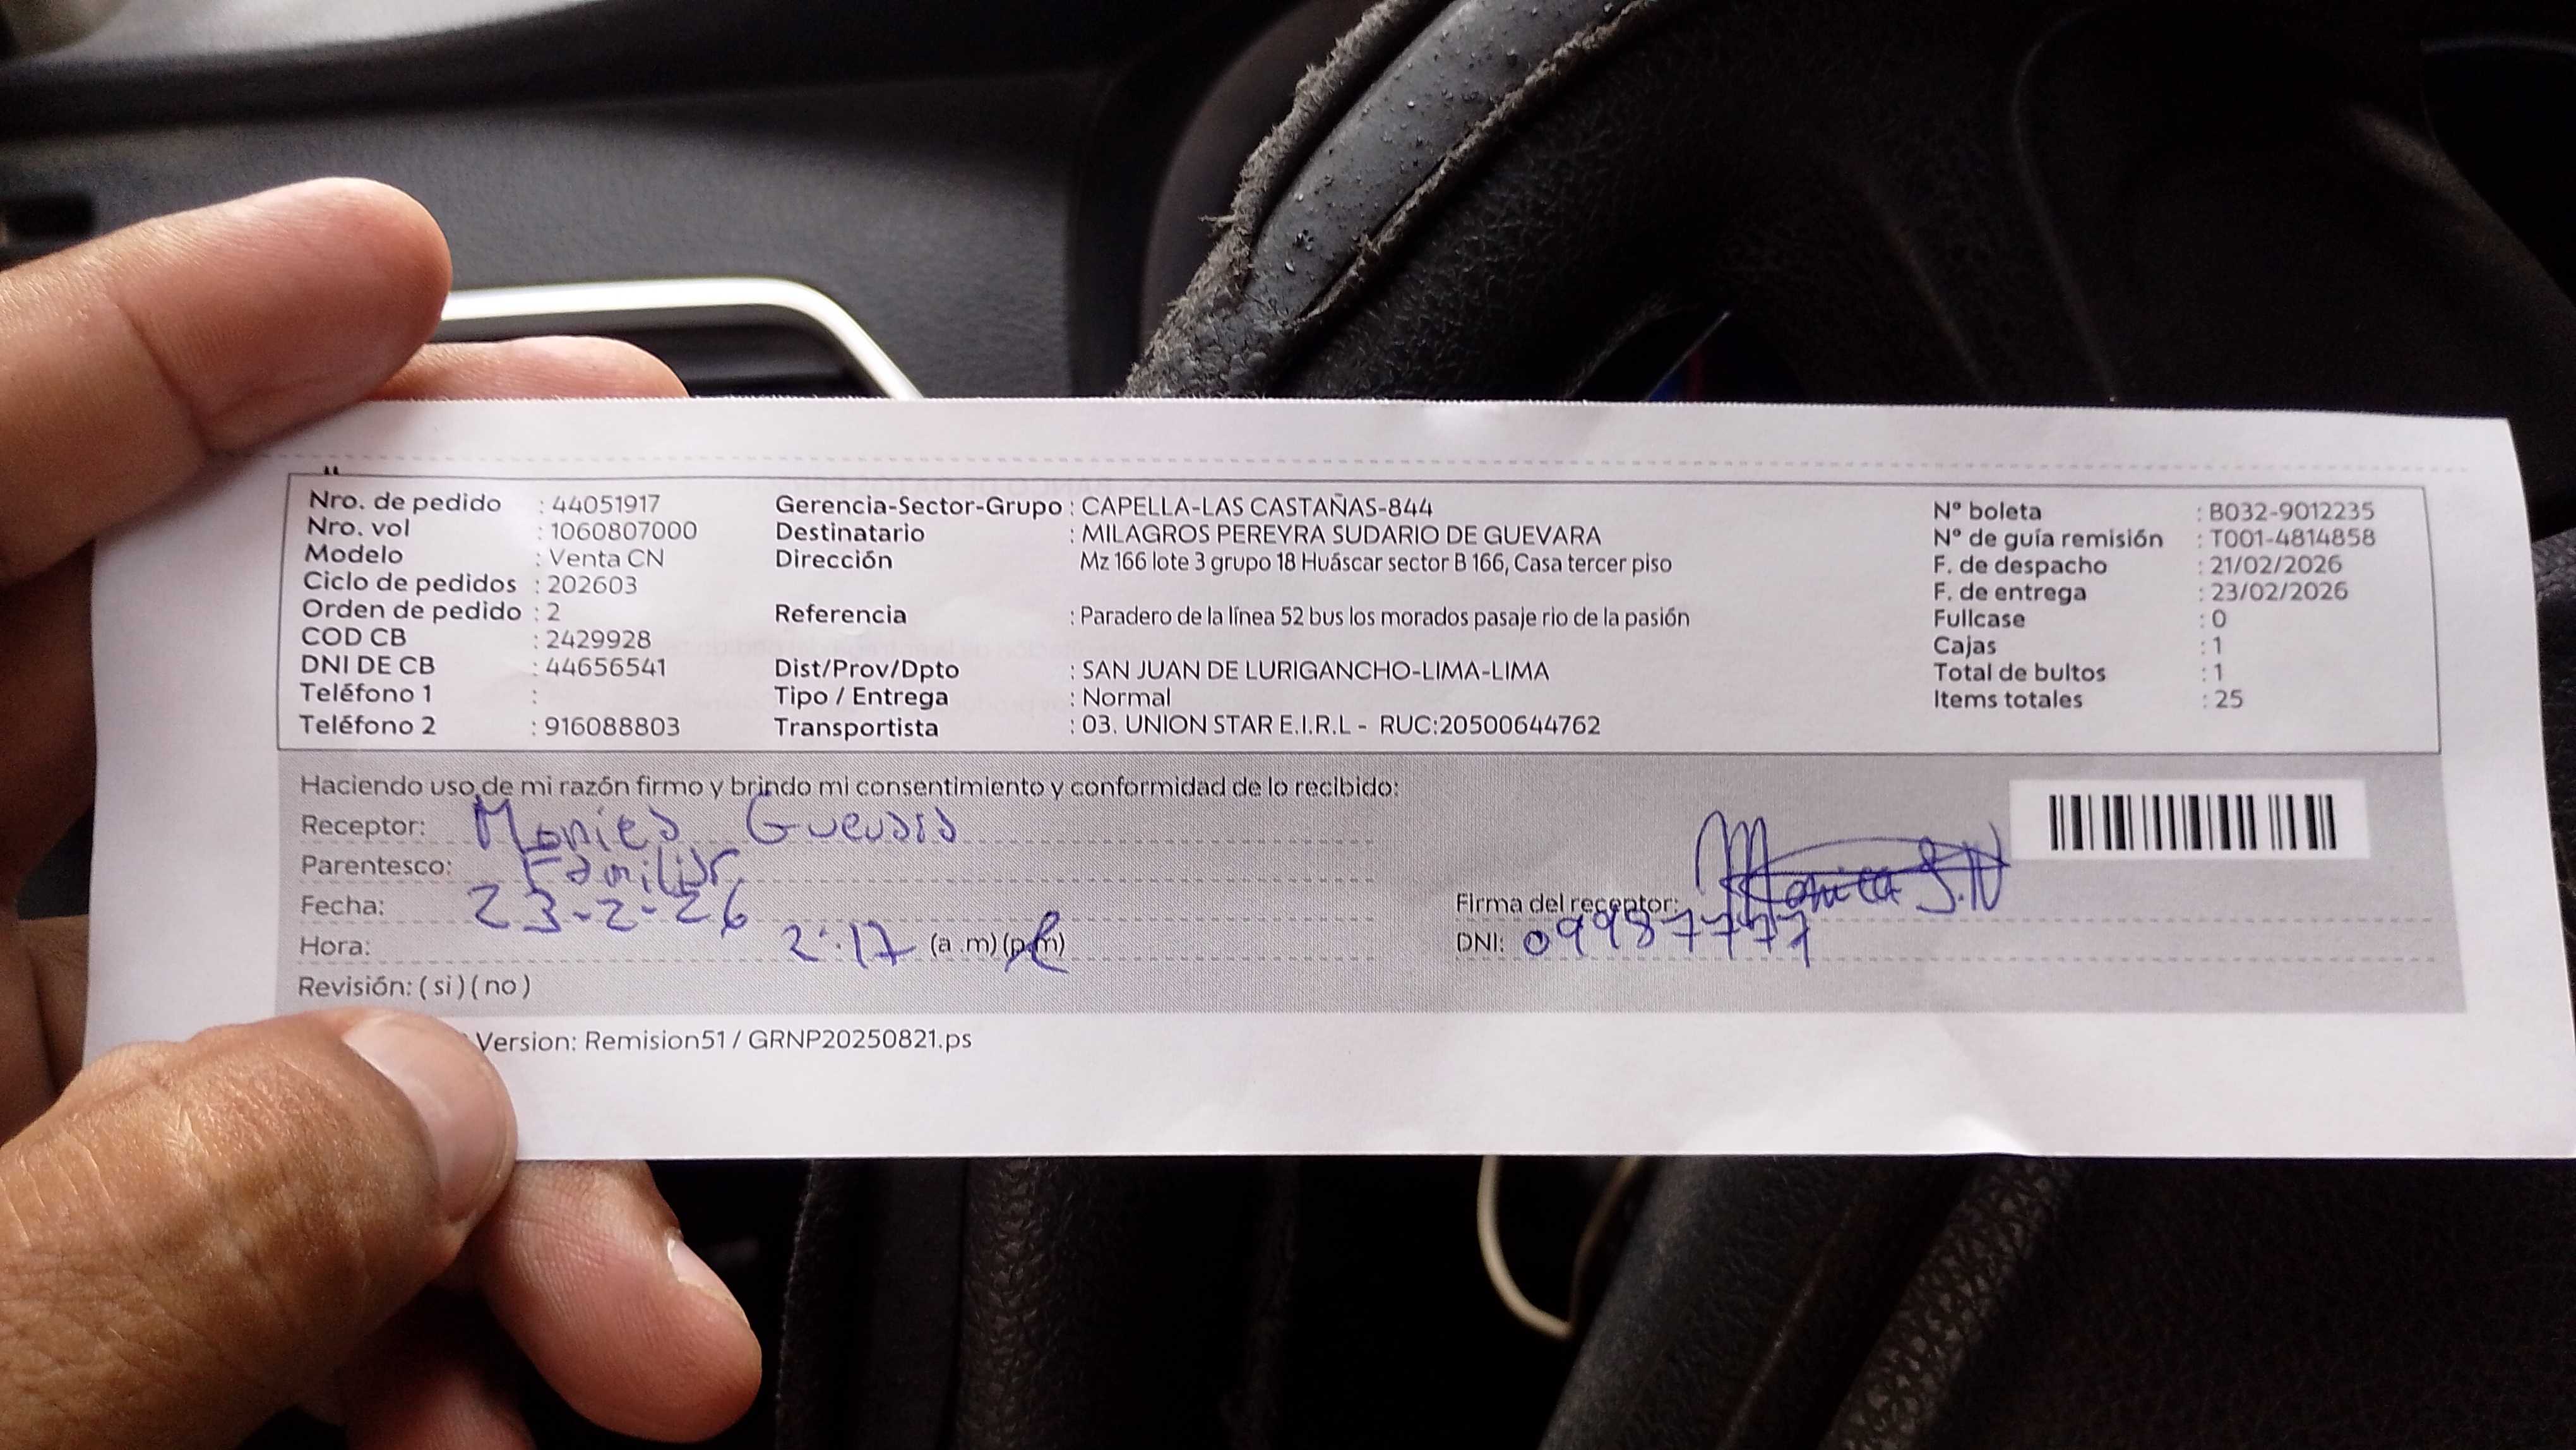 Nro. de pedido : 44051917 Gerencia-Sector-Grupo : CAPELLA-LAS CASTAÑAS-844 N° boleta : B032-9012235
Nro. vol : 1060807000 Destinatario : MILAGROS PEREYRA SUDARIO DE GUEVARA N° de guía remisión : T001-4814858
Modelo : Venta CN Dirección Mz 166 lote 3 grupo 18 Huáscar sector B 166, Casa tercer piso F. de despacho : 21/02/2026
Ciclo de pedidos : 202603 F. de entrega : 23/02/2026
Orden de pedido : 2 Referencia : Paradero de la línea 52 bus los morados pasaje rio de la pasión Fullcase : 0
COD CB : 2429928 Cajas : 1
DNI DE CB : 44656541 Dist/Prov/Dpto : SAN JUAN DE LURIGANCHO-LIMA-LIMA Total de bultos : 1
Teléfono 1 : Tipo / Entrega : Normal Items totales : 25
Teléfono 2 : 916088803 Transportista : 03. UNION STAR E.I.R.L - RUC:20500644762
Haciendo uso de mi razón firmo y brindo mi consentimiento y conformidad de lo recibido:
Receptor:
Parentesco: Familiar
Fecha: 23-2-26 Firma del receptor: Monica
Hora: 2:17 (a .m) (p.m) DNI: 09987777
Revisión: ( si ) ( no )
Version: Remision51 / GRNP20250821.ps